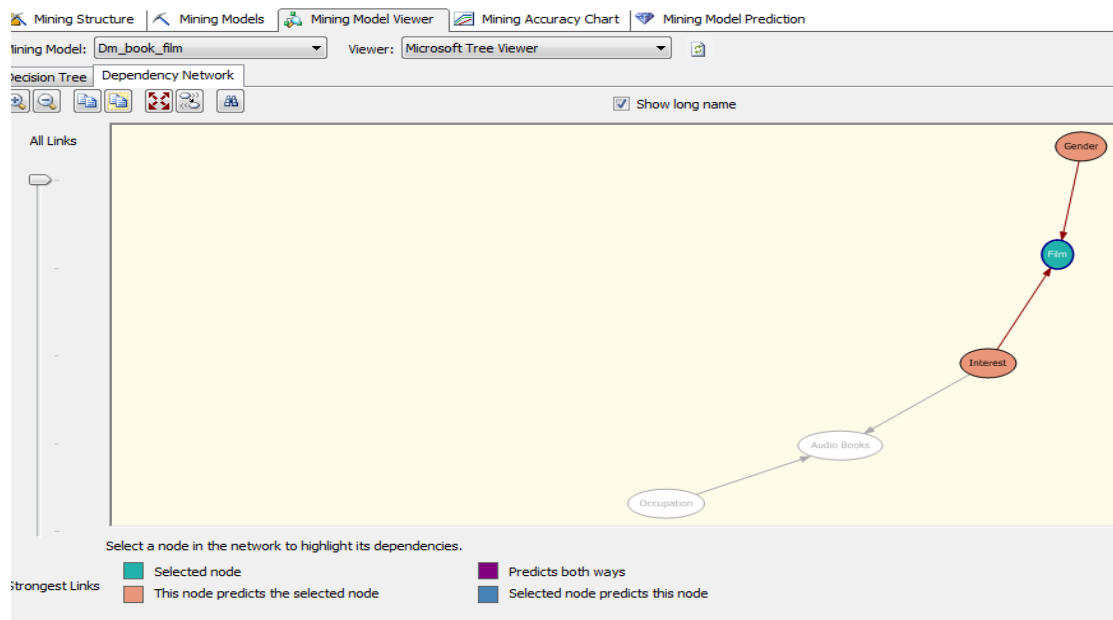 Mining Structure Mining Models Mining Model Viewer Mining Accuracy Chart Mining Model Prediction
Mining Model: Dm_book_film Viewer: Microsoft Tree Viewer
Decision Tree Dependency Network
Show long name
All Links
Gender
Film
Interest
Audio Books
Occupation
Select a node in the network to highlight its dependencies.
Selected node Predicts both ways
Strongest Links This node predicts the selected node Selected node predicts this node